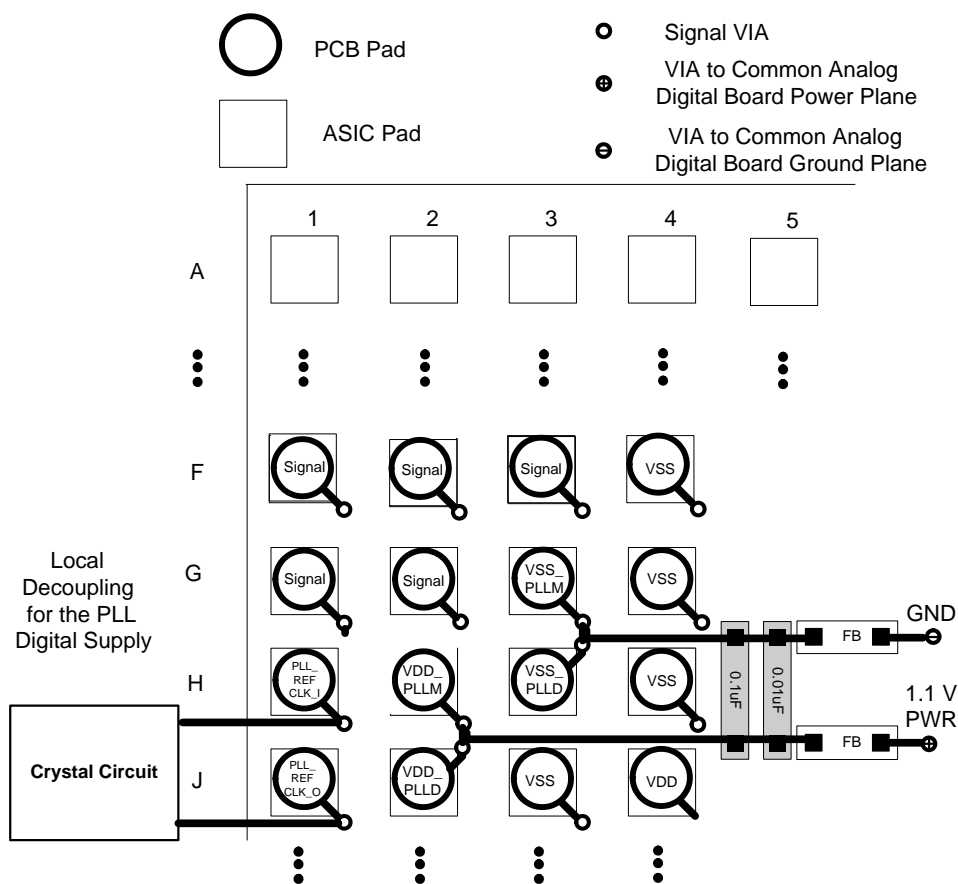 PCB Pad
Signal VIA
VIA to Common Analog
Digital Board Power Plane
ASIC Pad
VIA to Common Analog
Digital Board Ground Plane
1 2 3 4 5
A
F
Signal
Signal
Signal
VSS
Local
Decoupling
for the PLL
Digital Supply
G
Signal
Signal
VSS_
PLLM
VSS
GND
FB
H
PLL_
REF
CLK_I
VDD_
PLLM
VSS_
PLLD
VSS
0.1uF
0.01uF
1.1 V
PWR
FB
Crystal Circuit
J
PLL_
REF
CLK_O
VDD_
PLLD
VSS
VDD